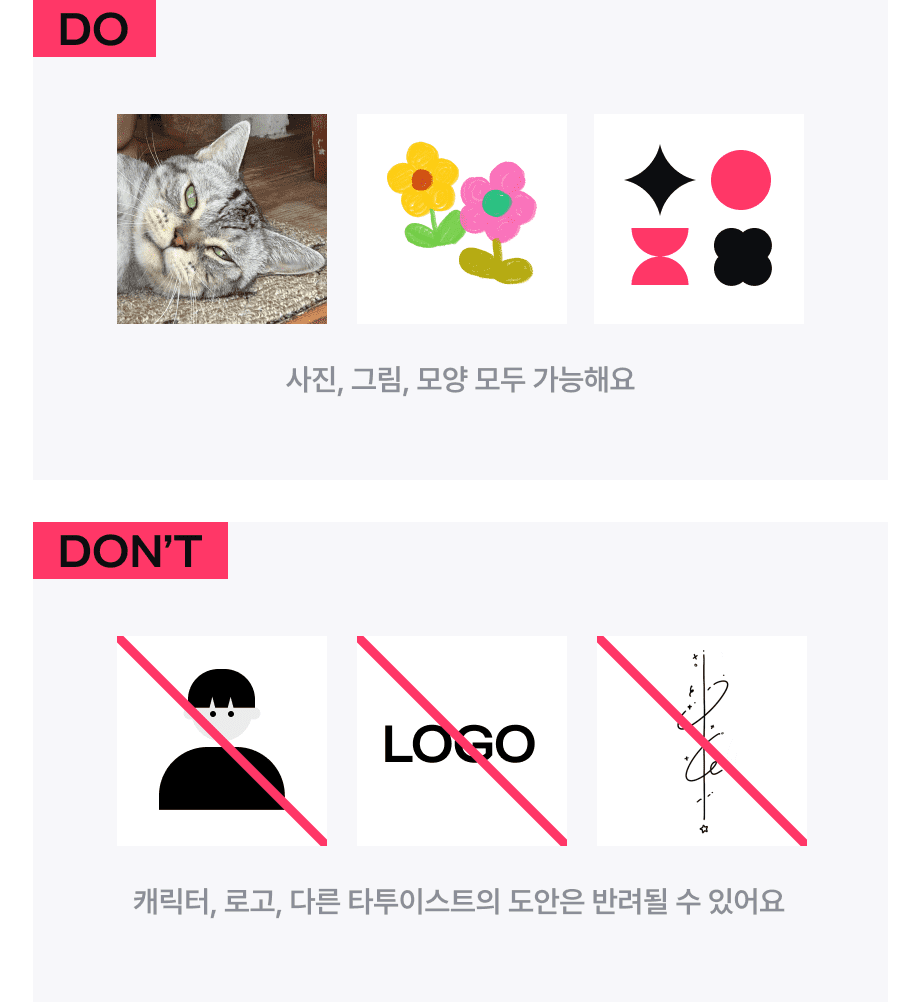 DO
사진, 그림, 모양 모두 가능해요
DON’T
LOGO
캐릭터, 로고, 다른 타투이스트의 도안은 반려될 수 있어요